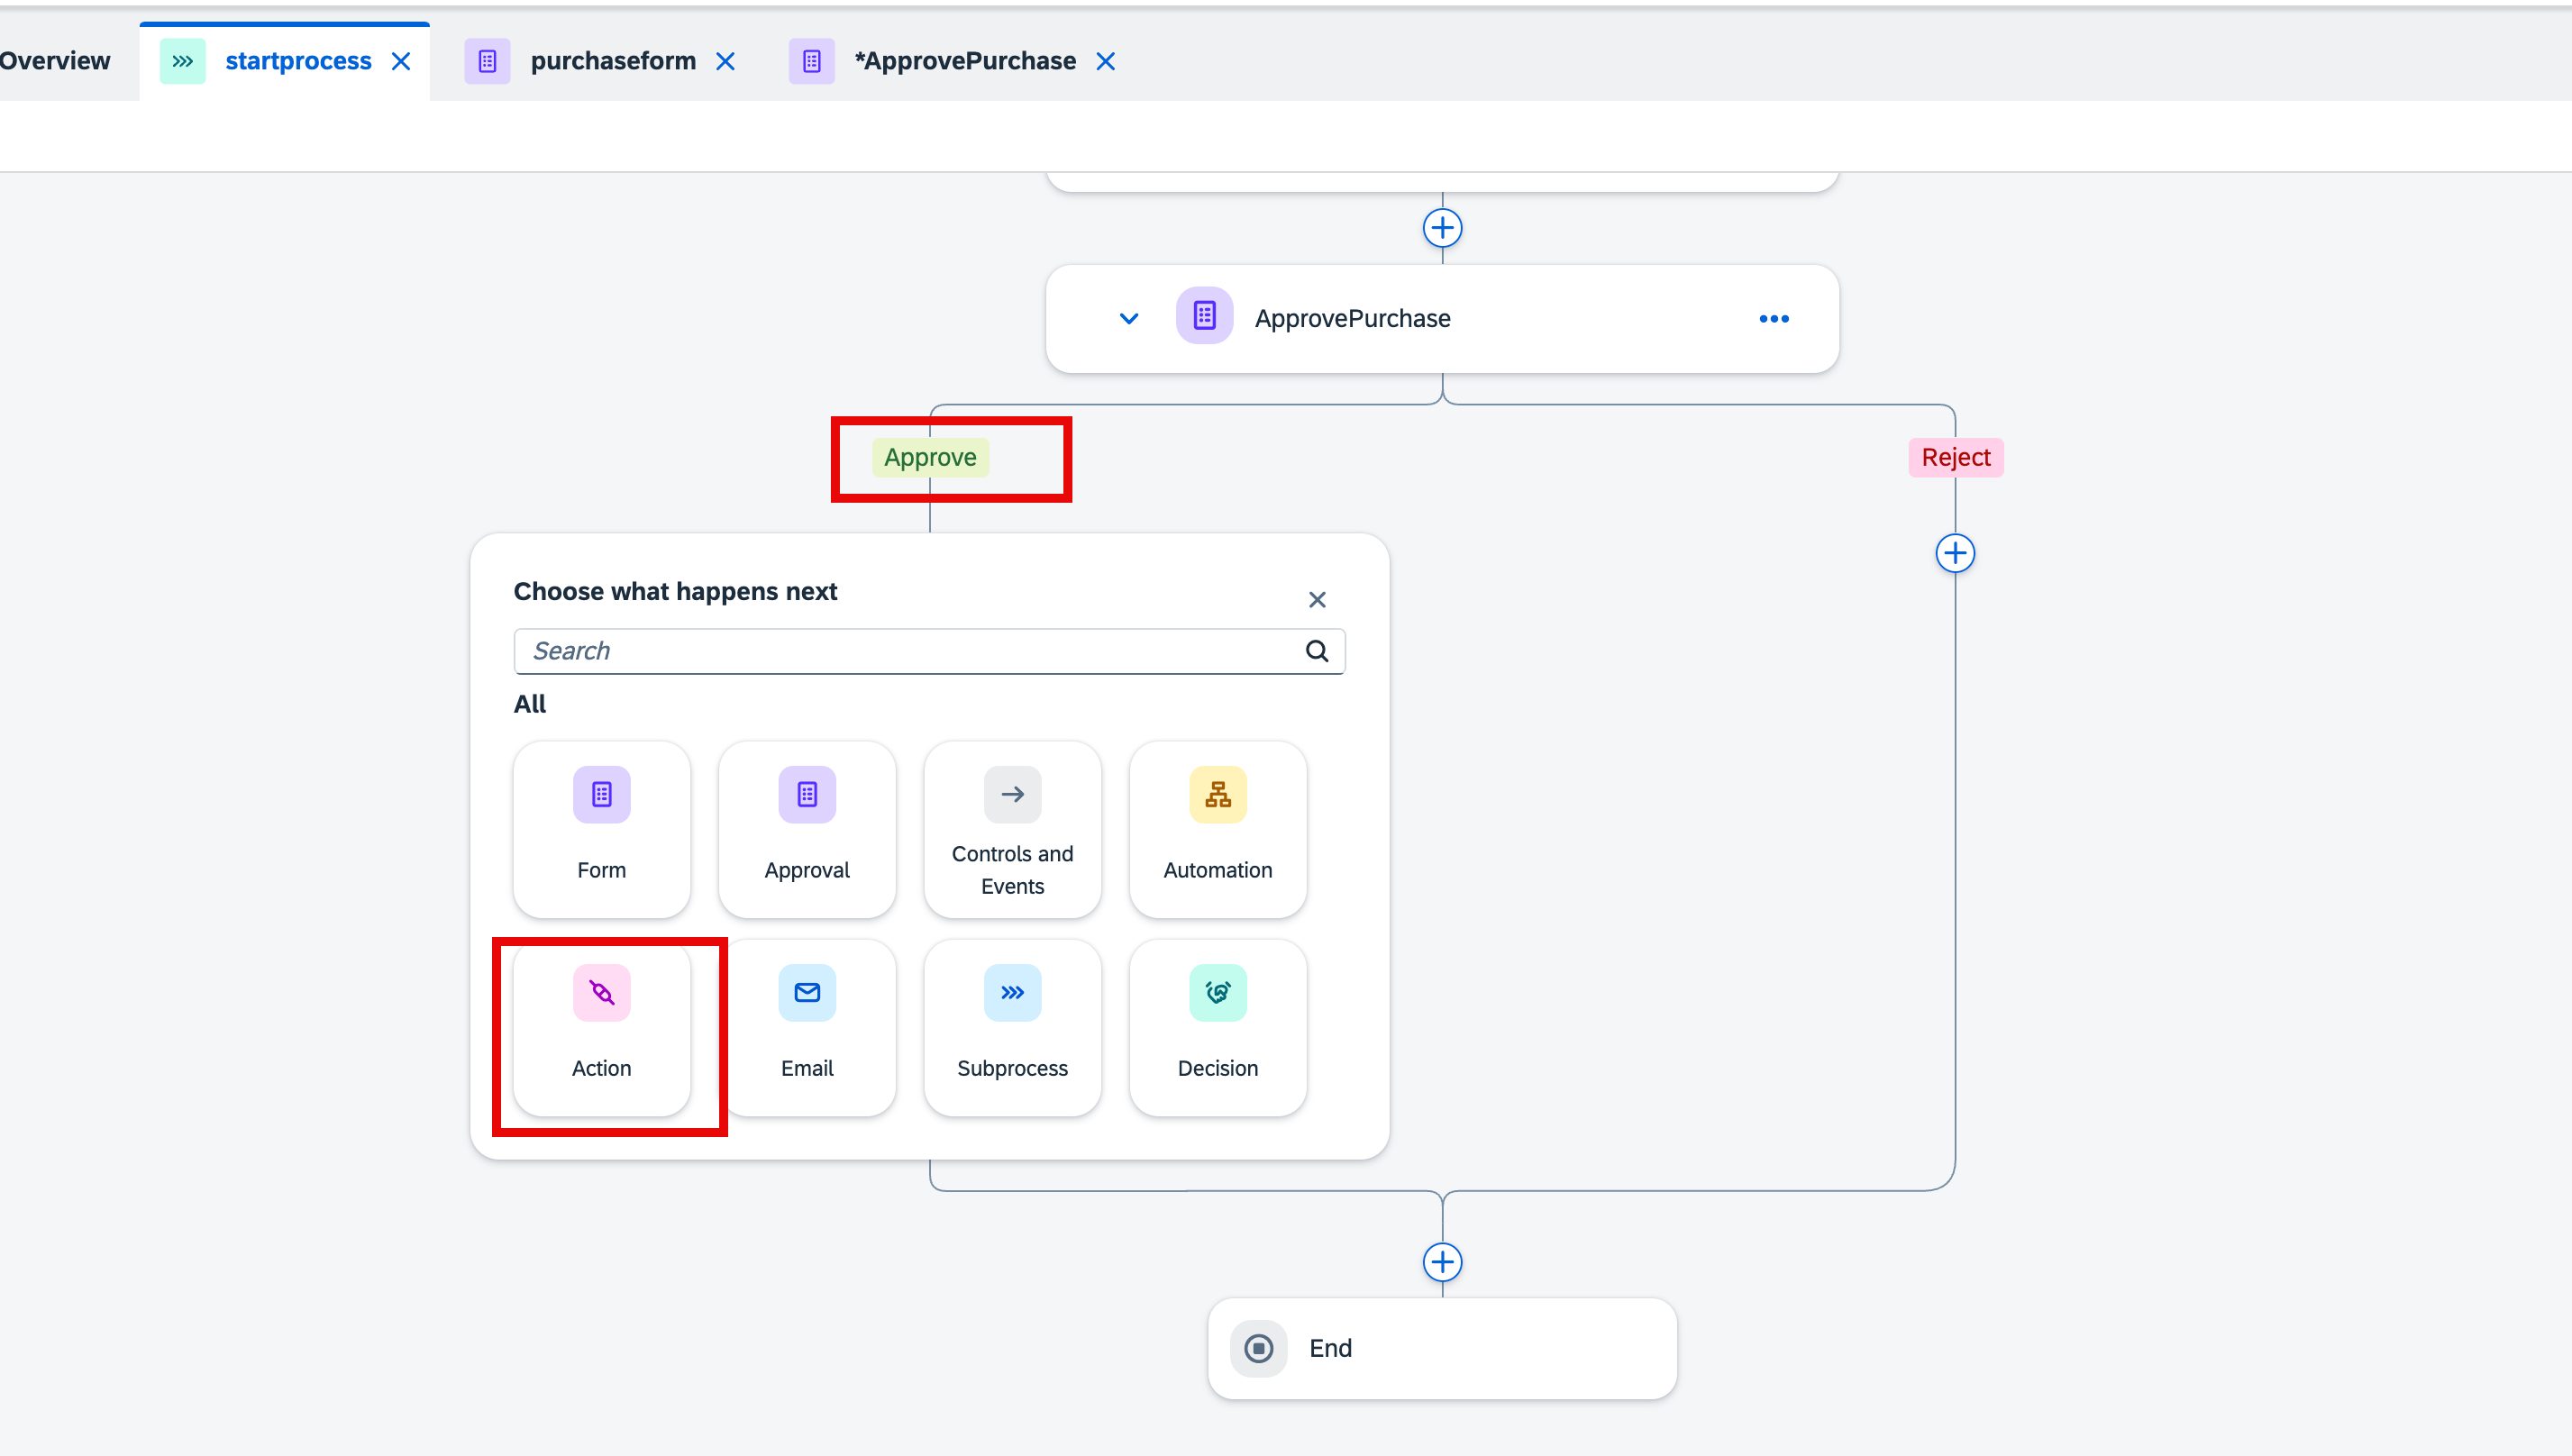 Overview
startprocess
purchaseform
*ApprovePurchase
ApprovePurchase
Approve
Reject
Choose what happens next
Search
All
Form
Approval
Controls and
Events
Automation
Action
Email
Subprocess
Decision
End